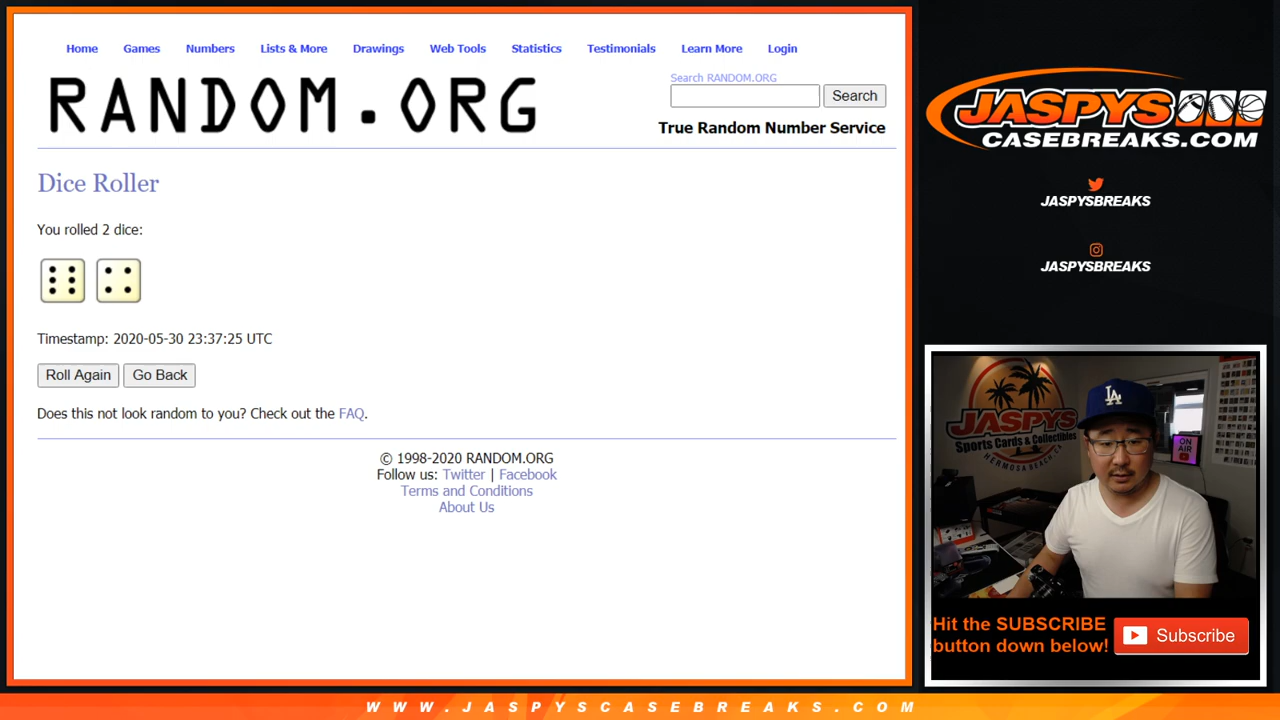 Home Games Numbers Lists & More Drawings Web Tools Statistics Testimonials Learn More Login
RANDOM.ORG
Search RANDOM.ORG
Search
True Random Number Service
Dice Roller
You rolled 2 dice:
Timestamp: 2020-05-30 23:37:25 UTC
Roll Again Go Back
Does this not look random to you? Check out the FAQ.
© 1998-2020 RANDOM.ORG
Follow us: Twitter | Facebook
Terms and Conditions
About Us
JASPYS
CASEBREAKS.COM
JASPYSBREAKS
JASPYSBREAKS
JASPYS
Sports Cards & Collectibles
HERMOSA BEACH
ON AIR
LA
Hit the SUBSCRIBE
button down below!
Subscribe
WWW.JASPYSCASEBREAKS.COM